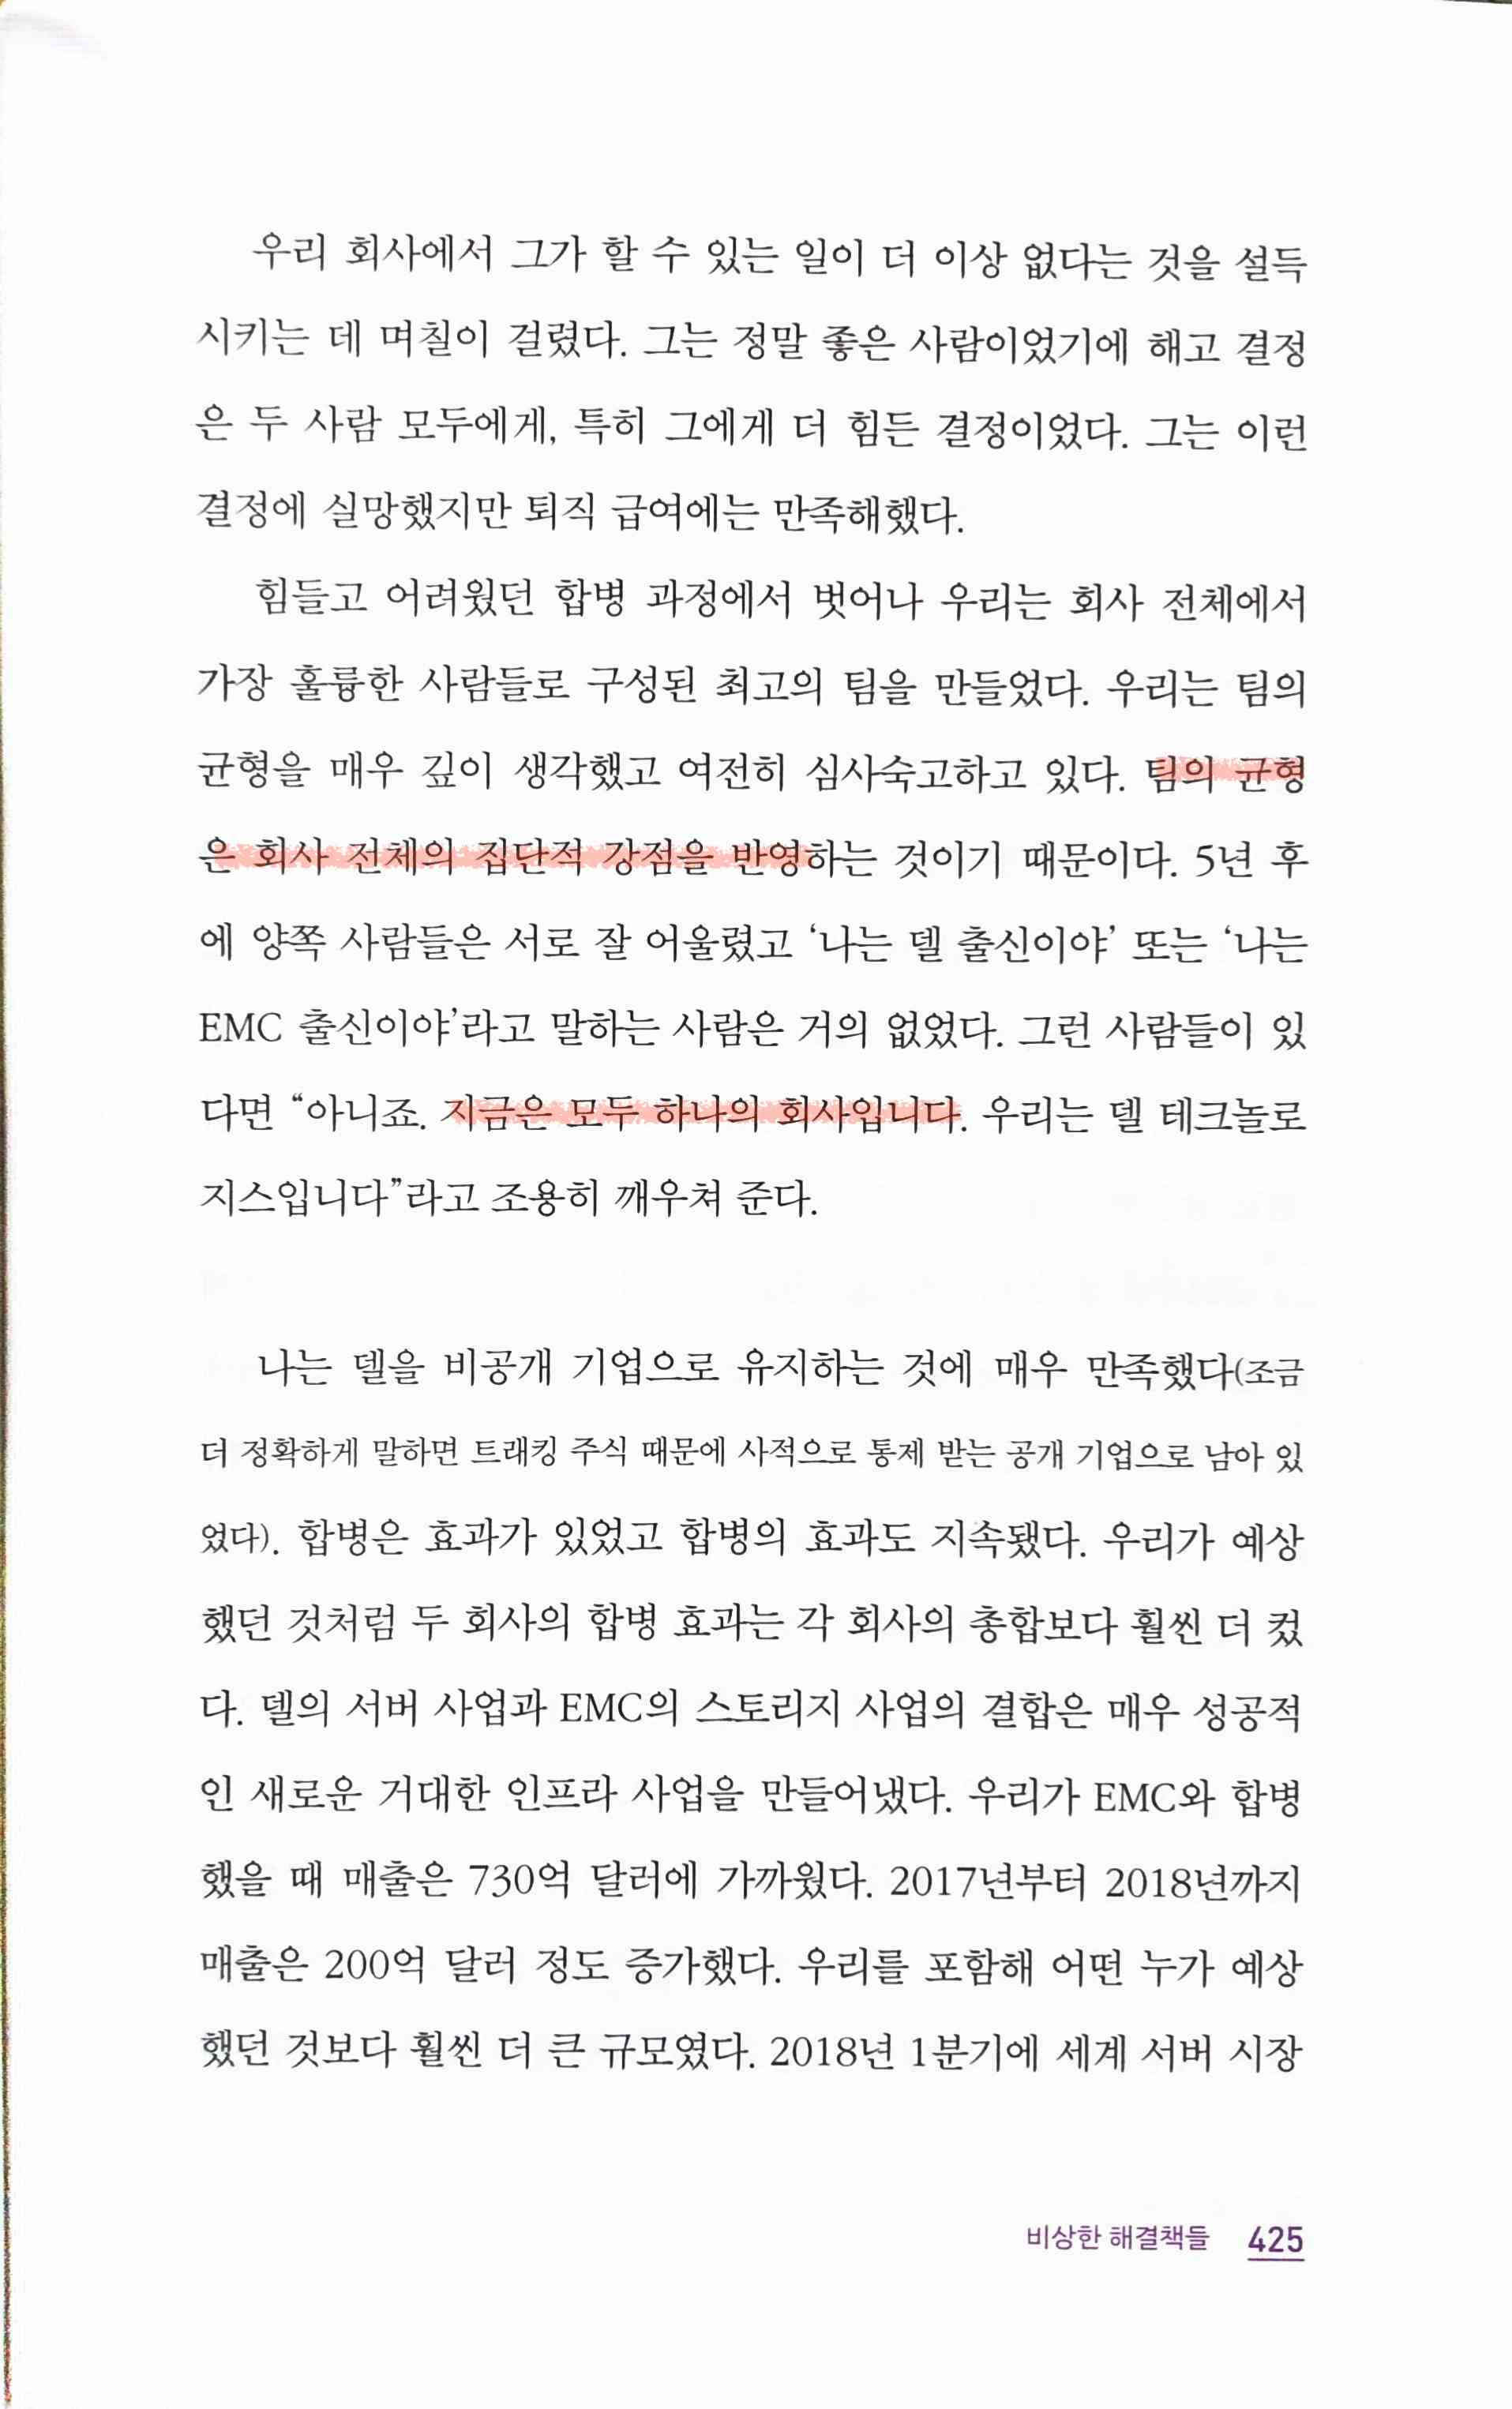 우리 회사에서 그가 할 수 있는 일이 더 이상 없다는 것을 설득
시키는 데 며칠이 걸렸다. 그는 정말 좋은 사람이었기에 해고 결정
은 두 사람 모두에게, 특히 그에게 더 힘든 결정이었다. 그는 이런
결정에 실망했지만 퇴직 급여에는 만족해했다.
힘들고 어려웠던 합병 과정에서 벗어나 우리는 회사 전체에서
가장 훌륭한 사람들로 구성된 최고의 팀을 만들었다. 우리는 팀의
균형을 매우 깊이 생각했고 여전히 심사숙고하고 있다. 팀의 균형
은 회사 전체의 집단적 강점을 반영하는 것이기 때문이다. 5년 후
에 양쪽 사람들은 서로 잘 어울렸고 ‘나는 델 출신이야’ 또는 ‘나는
EMC 출신이야’라고 말하는 사람은 거의 없었다. 그런 사람들이 있
다면 “아니죠. 지금은 모두 하나의 회사입니다. 우리는 델 테크놀로
지스입니다”라고 조용히 깨우쳐 준다.
나는 델을 비공개 기업으로 유지하는 것에 매우 만족했다(조금
더 정확하게 말하면 트래킹 주식 때문에 사적으로 통제 받는 공개 기업으로 남아 있
었다). 합병은 효과가 있었고 합병의 효과도 지속됐다. 우리가 예상
했던 것처럼 두 회사의 합병 효과는 각 회사의 총합보다 훨씬 더 컸
다. 델의 서버 사업과 EMC의 스토리지 사업의 결합은 매우 성공적
인 새로운 거대한 인프라 사업을 만들어냈다. 우리가 EMC와 합병
했을 때 매출은 730억 달러에 가까웠다. 2017년부터 2018년까지
매출은 200억 달러 정도 증가했다. 우리를 포함해 어떤 누가 예상
했던 것보다 훨씬 더 큰 규모였다. 2018년 1분기에 세계 서버 시장
비상한 해결책들 425